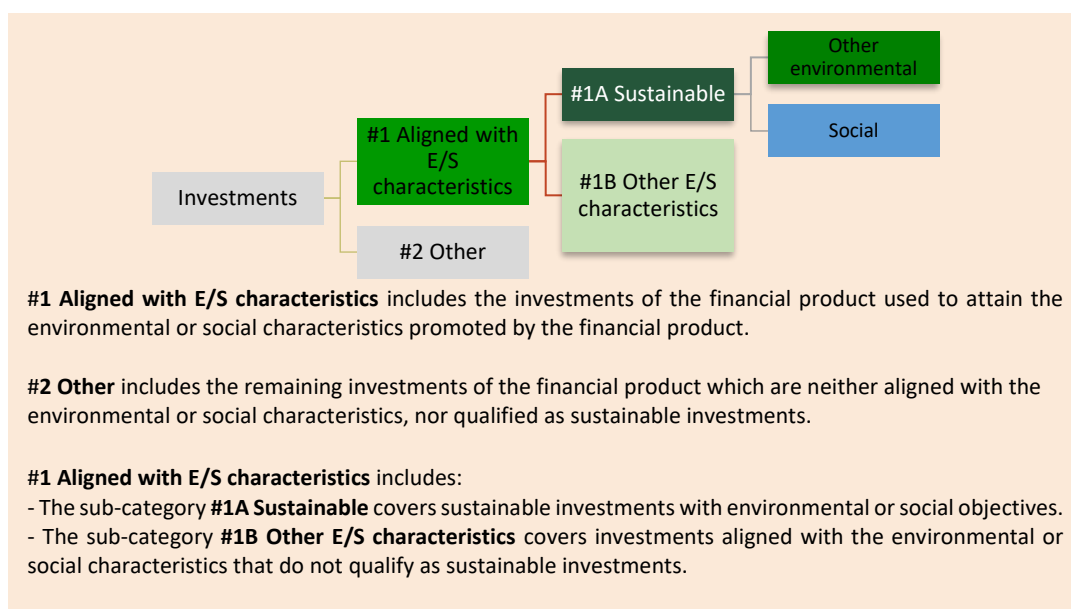 Other
environmental
#1A Sustainable
Social
#1 Aligned with
E/S
characteristics
#1B Other E/S
characteristics
Investments
#2 Other
#1 Aligned with E/S characteristics includes the investments of the financial product used to attain the
environmental or social characteristics promoted by the financial product.
#2 Other includes the remaining investments of the financial product which are neither aligned with the
environmental or social characteristics, nor qualified as sustainable investments.
#1 Aligned with E/S characteristics includes:
- The sub-category #1A Sustainable covers sustainable investments with environmental or social objectives.
- The sub-category #1B Other E/S characteristics covers investments aligned with the environmental or
social characteristics that do not qualify as sustainable investments.